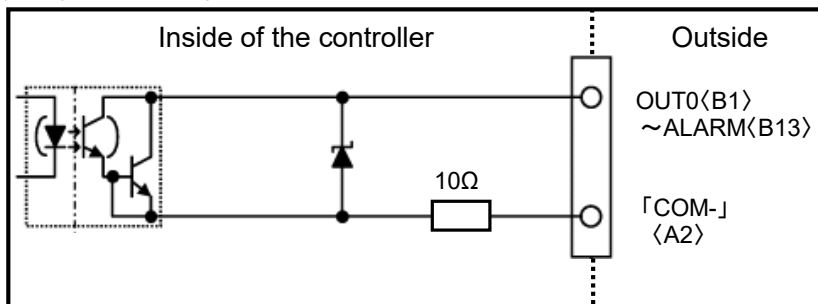 Inside of the controller
Outside
OUT0〈B1〉
～ALARM〈B13〉
10Ω
「COM-」
〈A2〉